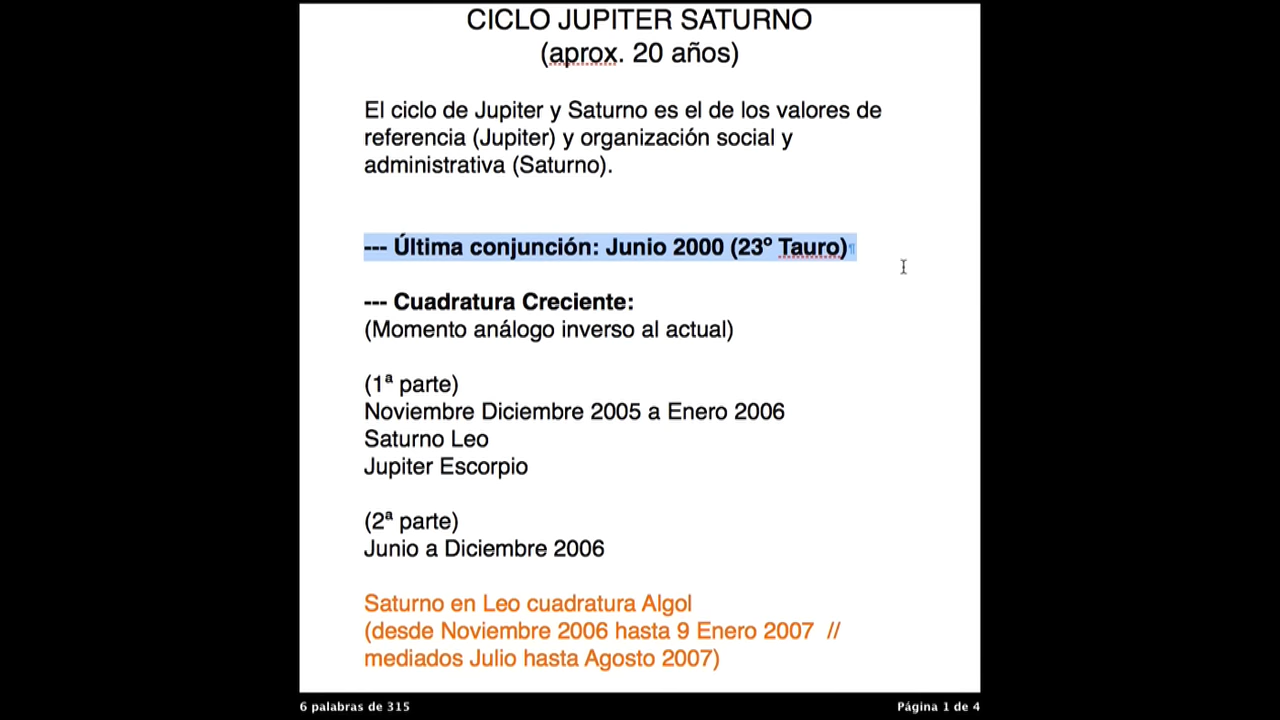 CICLO JUPITER SATURNO
(aprox. 20 años)
El ciclo de Jupiter y Saturno es el de los valores de
referencia (Jupiter) y organización social y
administrativa (Saturno).
--- Última conjunción: Junio 2000 (23º Tauro)¶
--- Cuadratura Creciente:
(Momento análogo inverso al actual)
(1ª parte)
Noviembre Diciembre 2005 a Enero 2006
Saturno Leo
Jupiter Escorpio
(2ª parte)
Junio a Diciembre 2006
Saturno en Leo cuadratura Algol
(desde Noviembre 2006 hasta 9 Enero 2007 //
mediados Julio hasta Agosto 2007)
6 palabras de 315
Página 1 de 4